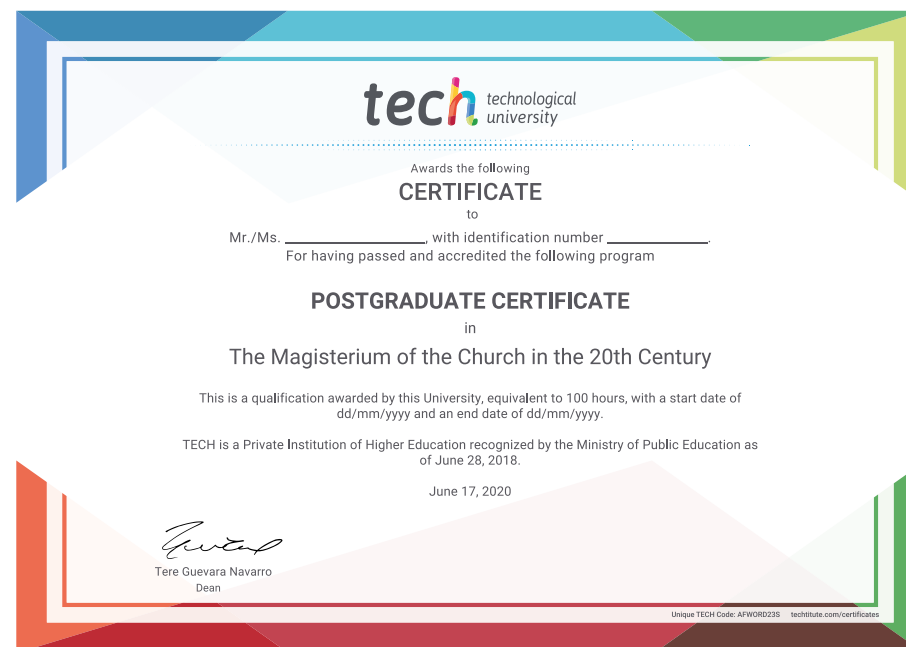 tech technological
university
Awards the following
CERTIFICATE
to
Mr./Ms. ____________, with identification number ____________.
For having passed and accredited the following program
POSTGRADUATE CERTIFICATE
in
The Magisterium of the Church in the 20th Century
This is a qualification awarded by this University, equivalent to 100 hours, with a start date of
dd/mm/yyyy and an end date of dd/mm/yyyy.
TECH is a Private Institution of Higher Education recognized by the Ministry of Public Education as
of June 28, 2018.
June 17, 2020
Tere Guevara Navarro
Dean
Unique TECH Code: AFWORD23S techtitute.com/certificates